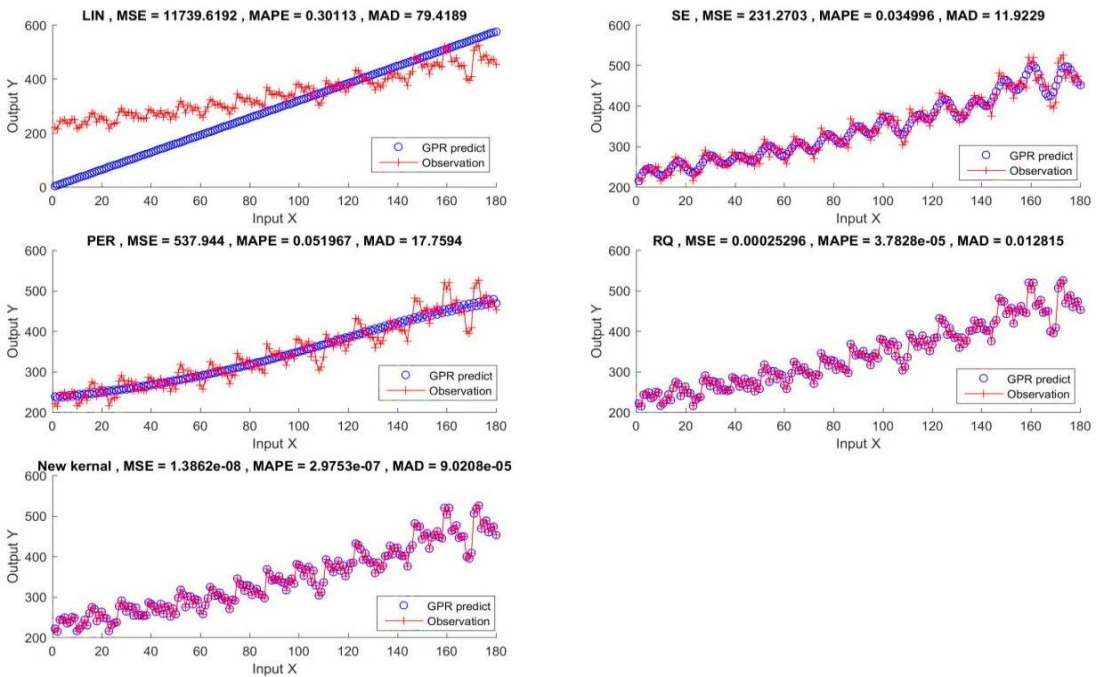 LIN , MSE = 11739.6192 , MAPE = 0.30113 , MAD = 79.4189
600
400
200
0
Output Y
GPR predict
Observation
0 20 40 60 80 100 120 140 160 180
Input X
SE , MSE = 231.2703 , MAPE = 0.034996 , MAD = 11.9229
600
500
400
300
200
Output Y
GPR predict
Observation
0 20 40 60 80 100 120 140 160 180
Input X
PER , MSE = 537.944 , MAPE = 0.051967 , MAD = 17.7594
600
500
400
300
200
Output Y
GPR predict
Observation
0 20 40 60 80 100 120 140 160 180
Input X
RQ , MSE = 0.00025296 , MAPE = 3.7828e-05 , MAD = 0.012815
600
500
400
300
200
Output Y
GPR predict
Observation
0 20 40 60 80 100 120 140 160 180
Input X
New kernal , MSE = 1.3862e-08 , MAPE = 2.9753e-07 , MAD = 9.0208e-05
600
500
400
300
200
Output Y
GPR predict
Observation
0 20 40 60 80 100 120 140 160 180
Input X